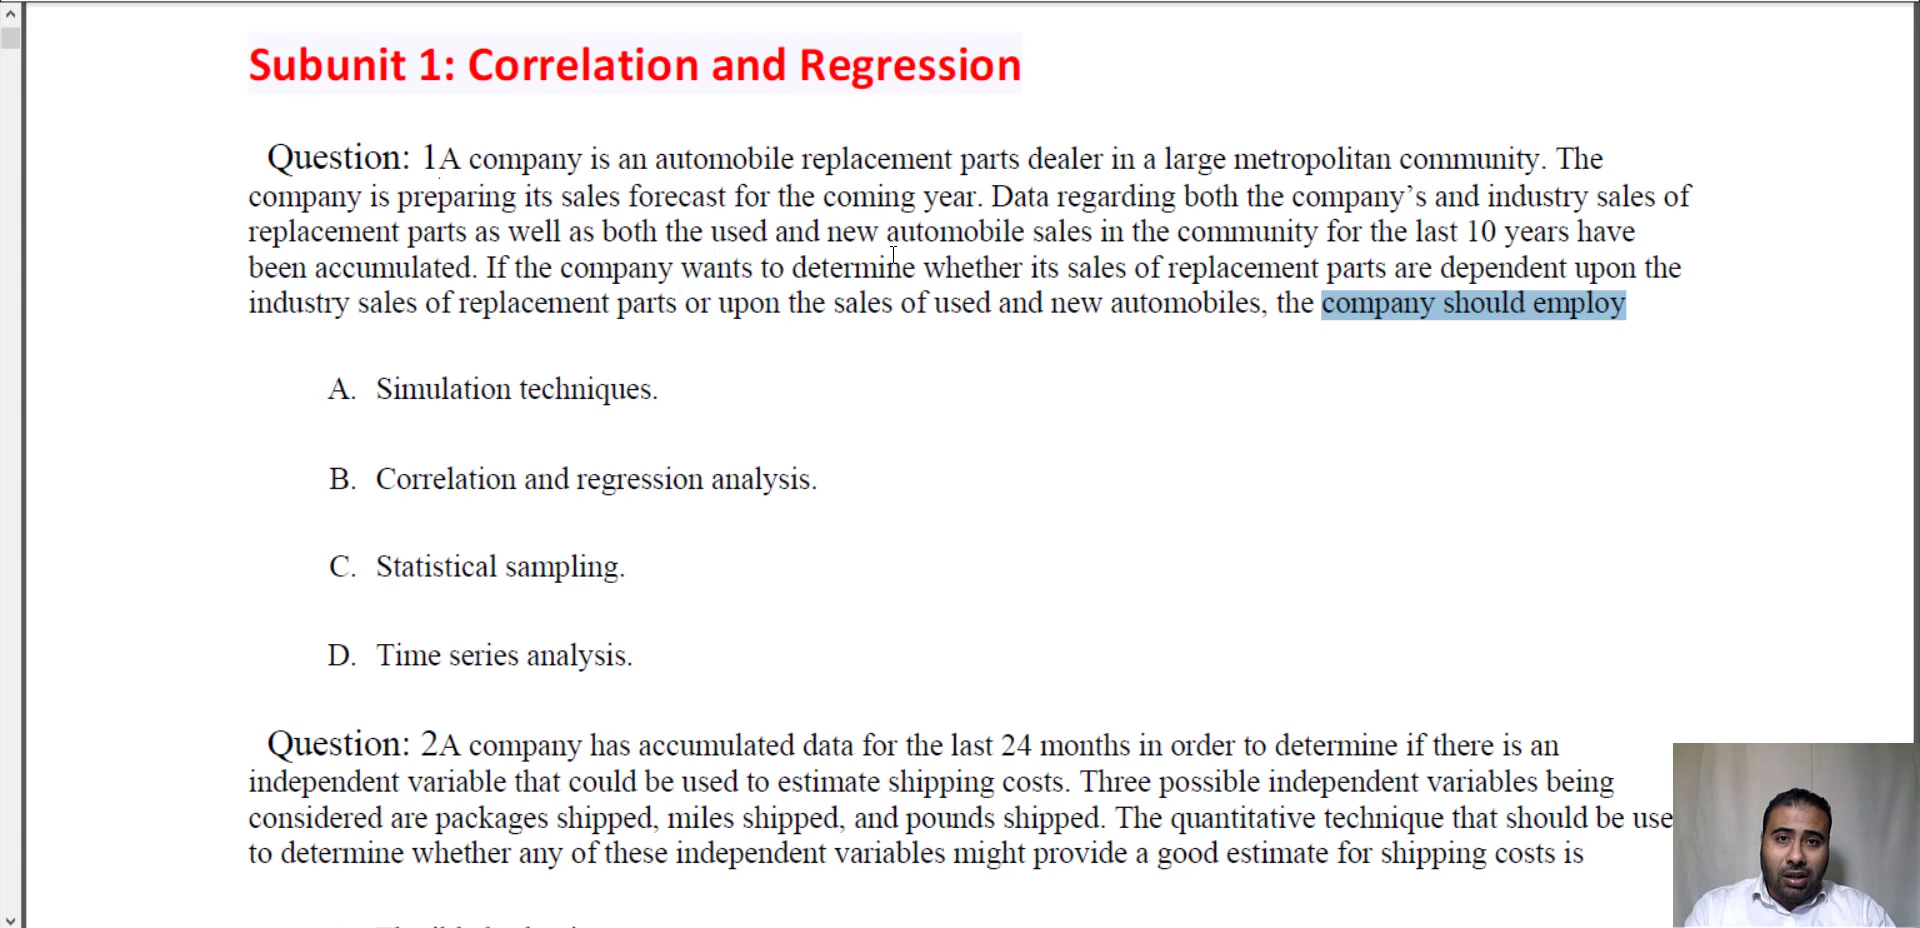 Subunit 1: Correlation and Regression
Question: 1A company is an automobile replacement parts dealer in a large metropolitan community. The
company is preparing its sales forecast for the coming year. Data regarding both the company’s and industry sales of
replacement parts as well as both the used and new automobile sales in the community for the last 10 years have
been accumulated. If the company wants to determine whether its sales of replacement parts are dependent upon the
industry sales of replacement parts or upon the sales of used and new automobiles, the company should employ
A. Simulation techniques.
B. Correlation and regression analysis.
C. Statistical sampling.
D. Time series analysis.
Question: 2A company has accumulated data for the last 24 months in order to determine if there is an
independent variable that could be used to estimate shipping costs. Three possible independent variables being
considered are packages shipped, miles shipped, and pounds shipped. The quantitative technique that should be use
to determine whether any of these independent variables might provide a good estimate for shipping costs is